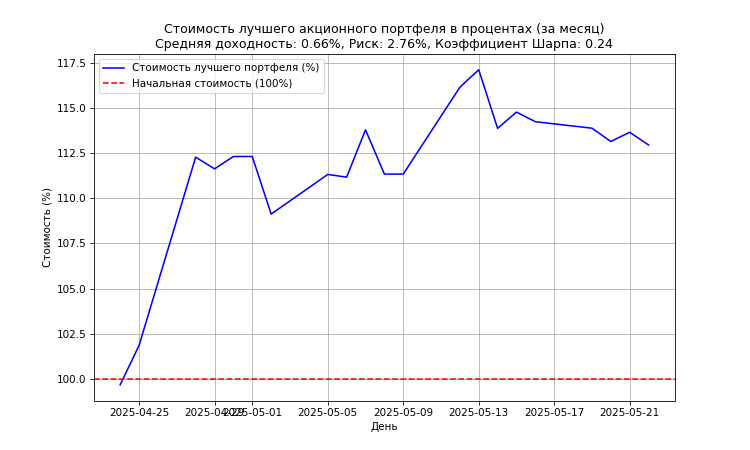 Стоимость лучшего акционного портфеля в процентах (за месяц)
Средняя доходность: 0.66%, Риск: 2.76%, Коэффициент Шарпа: 0.24
Стоимость лучшего портфеля (%)
Начальная стоимость (100%)
Стоимость (%)
117.5
115.0
112.5
110.0
107.5
105.0
102.5
100.0
2025-04-25 2025-04-29 2025-05-01 2025-05-05 2025-05-09 2025-05-13 2025-05-17 2025-05-21
День